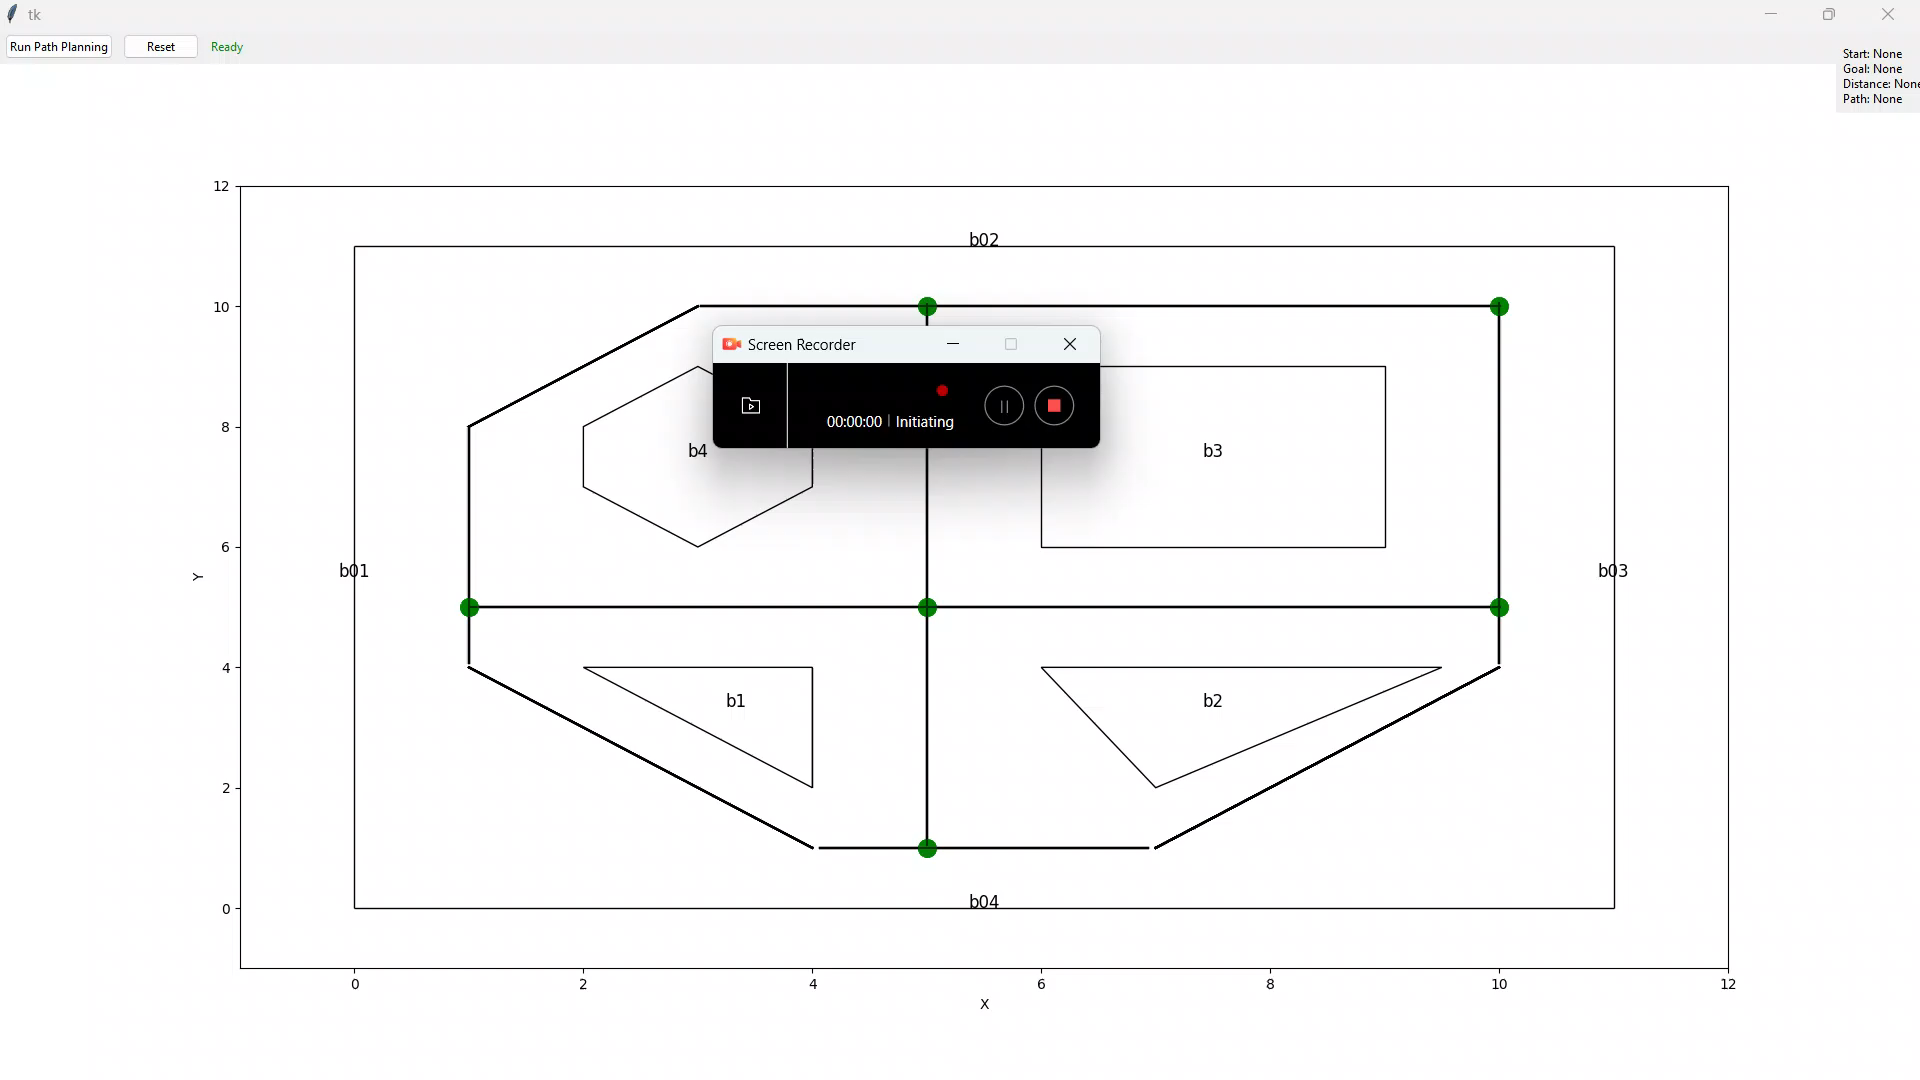 tk
Run Path Planning Reset Ready
Start: None
Goal: None
Distance: None
Path: None
12
b02
10
Screen Recorder
00:00:00 | Initiating
8
b4 b3
6
b01 b03
Y
4
b1 b2
2
b04
0
0 2 4 6 8 10 12
X